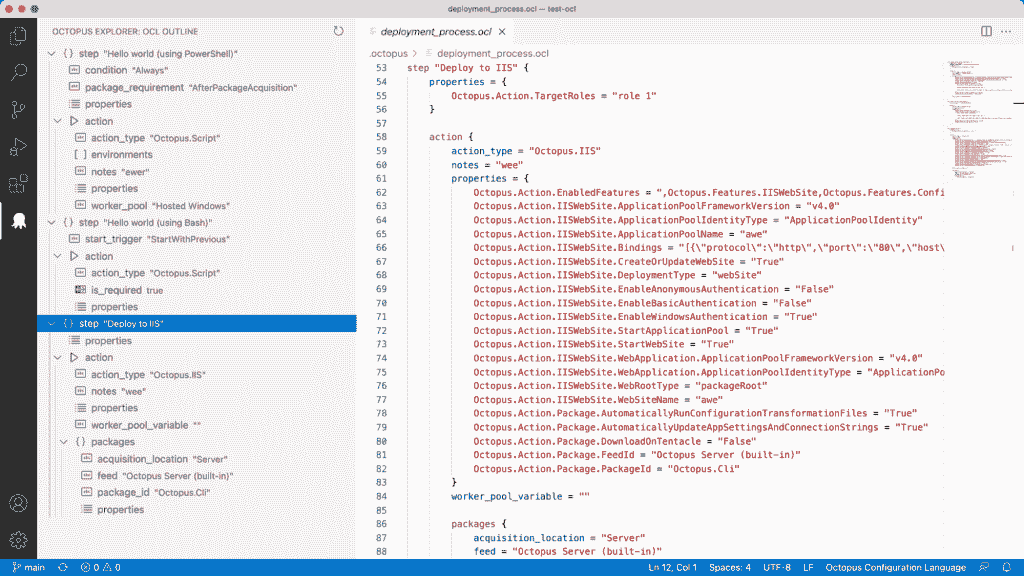 deployment_process.ocl — test-ocl
OCTOPUS EXPLORER: OCL OUTLINE
step "Hello world (using PowerShell)"
condition "Always"
package_requirement "AfterPackageAcquisition"
properties
action
action_type "Octopus.Script"
[ ] environments
notes "ewer"
properties
worker_pool "Hosted Windows"
{} step "Hello world (using Bash)"
start_trigger "StartWithPrevious"
action
action_type "Octopus.Script"
is_required true
properties
{} step "Deploy to IIS"
properties
action
action_type "Octopus.IIS"
notes "wee"
properties
worker_pool_variable ""
{} packages
acquisition_location "Server"
feed "Octopus Server (built-in)"
package_id "Octopus.Cli"
properties
deployment_process.ocl
.octopus > deployment_process.ocl
53 step "Deploy to IIS" {
54 properties = {
55 Octopus.Action.TargetRoles = "role 1"
56 }
57
58 action {
59 action_type = "Octopus.IIS"
60 notes = "wee"
61 properties = {
62 Octopus.Action.EnabledFeatures = ",Octopus.Features.IISWebSite,Octopus.Features.Confi
63 Octopus.Action.IISWebSite.ApplicationPoolFrameworkVersion = "v4.0"
64 Octopus.Action.IISWebSite.ApplicationPoolIdentityType = "ApplicationPoolIdentity"
65 Octopus.Action.IISWebSite.ApplicationPoolName = "awe"
66 Octopus.Action.IISWebSite.Bindings = "[{\"protocol\":\"http\",\"port\":\"80\",\"host\
67 Octopus.Action.IISWebSite.CreateOrUpdateWebSite = "True"
68 Octopus.Action.IISWebSite.DeploymentType = "webSite"
69 Octopus.Action.IISWebSite.EnableAnonymousAuthentication = "False"
70 Octopus.Action.IISWebSite.EnableBasicAuthentication = "False"
71 Octopus.Action.IISWebSite.EnableWindowsAuthentication = "True"
72 Octopus.Action.IISWebSite.StartApplicationPool = "True"
73 Octopus.Action.IISWebSite.StartWebSite = "True"
74 Octopus.Action.IISWebSite.WebApplication.ApplicationPoolFrameworkVersion = "v4.0"
75 Octopus.Action.IISWebSite.WebApplication.ApplicationPoolIdentityType = "ApplicationPo
76 Octopus.Action.IISWebSite.WebRootType = "packageRoot"
77 Octopus.Action.IISWebSite.WebSiteName = "awe"
78 Octopus.Action.Package.AutomaticallyRunConfigurationTransformationFiles = "True"
79 Octopus.Action.Package.AutomaticallyUpdateAppSettingsAndConnectionStrings = "True"
80 Octopus.Action.Package.DownloadOnTentacle = "False"
81 Octopus.Action.Package.FeedId = "Octopus Server (built-in)"
82 Octopus.Action.Package.PackageId = "Octopus.Cli"
83 }
84 worker_pool_variable = ""
85
86 packages {
87 acquisition_location = "Server"
88 feed = "Octopus Server (built-in)"
main 0 0 Ln 12, Col 1 Spaces: 4 UTF-8 LF Octopus Configuration Language